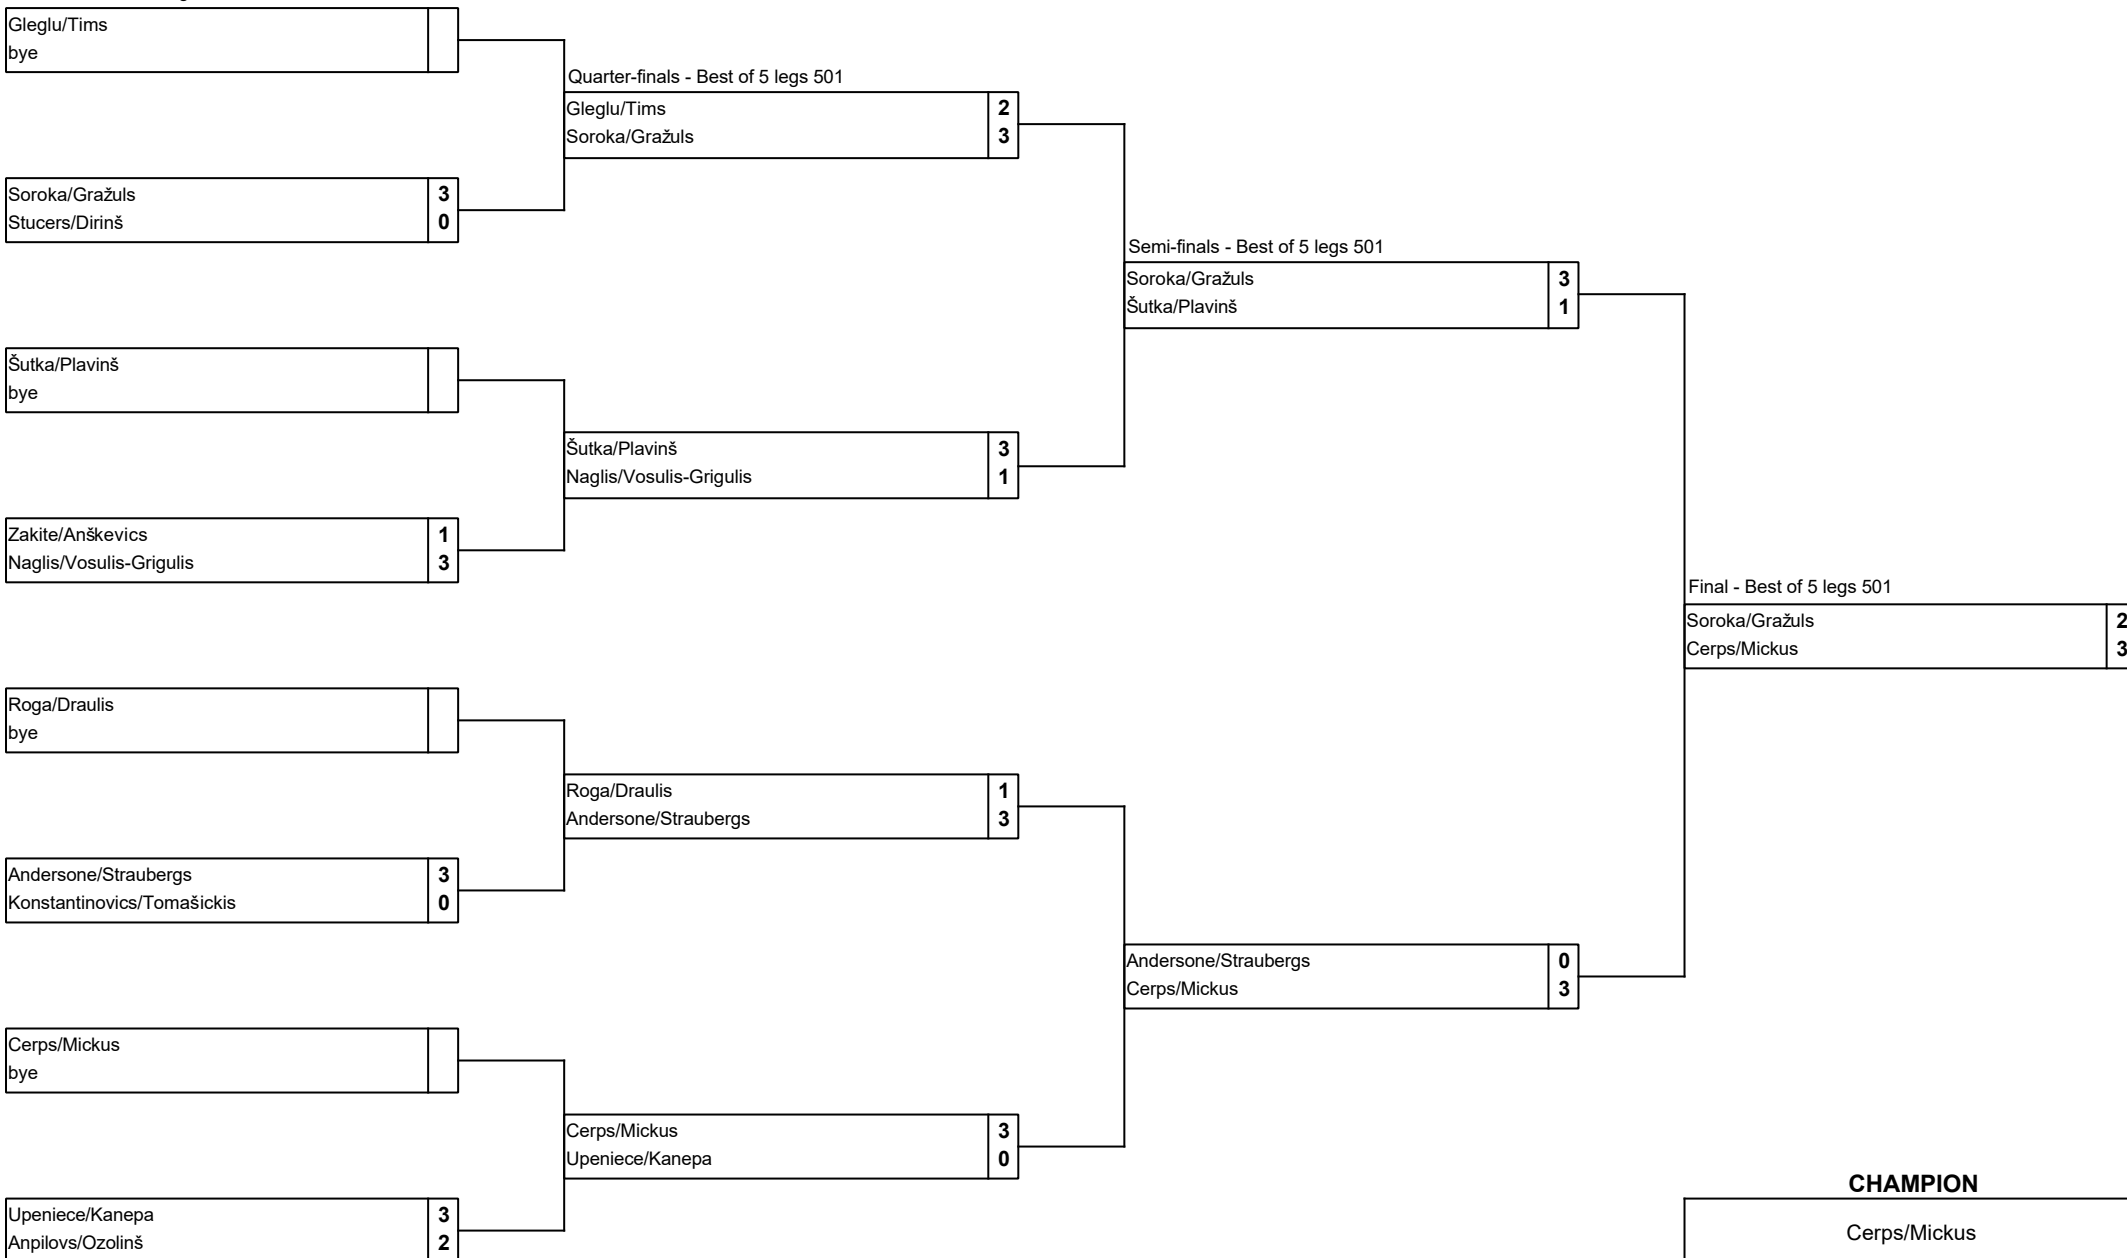 Gleglu/Tims
bye
Soroka/Gražuls 3
Stucers/Dirinš 0
Šutka/Plavinš
bye
Zakite/Anškevics 1
Naglis/Vosulis-Grigulis 3
Roga/Draulis
bye
Andersone/Straubergs 3
Konstantinovics/Tomašickis 0
Cerps/Mickus
bye
Upeniece/Kanepa 3
Anpilovs/Ozolinš 2
Quarter-finals - Best of 5 legs 501
Gleglu/Tims 2
Soroka/Gražuls 3
Šutka/Plavinš 3
Naglis/Vosulis-Grigulis 1
Roga/Draulis 1
Andersone/Straubergs 3
Cerps/Mickus 3
Upeniece/Kanepa 0
Semi-finals - Best of 5 legs 501
Soroka/Gražuls 3
Šutka/Plavinš 1
Andersone/Straubergs 0
Cerps/Mickus 3
Final - Best of 5 legs 501
Soroka/Gražuls 2
Cerps/Mickus 3
CHAMPION
Cerps/Mickus